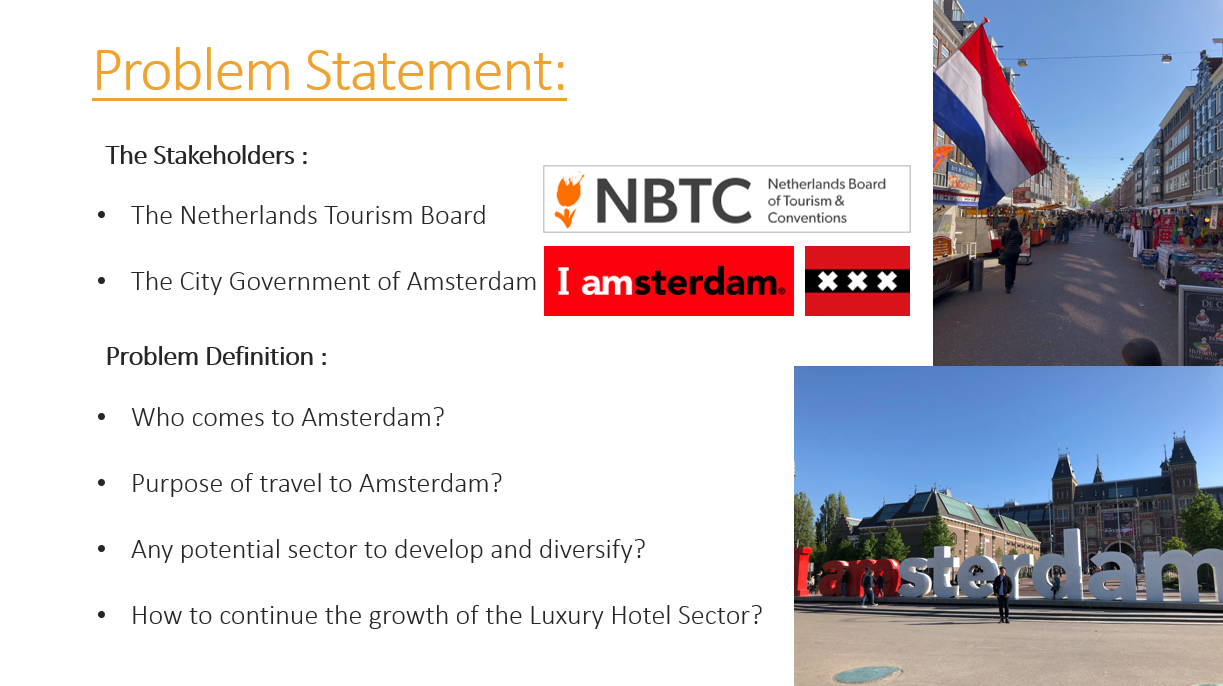 Problem Statement:
The Stakeholders :
• The Netherlands Tourism Board
• The City Government of Amsterdam
NBTC
Netherlands Board
of Tourism &
Conventions
I amsterdam.®
Problem Definition :
• Who comes to Amsterdam?
• Purpose of travel to Amsterdam?
• Any potential sector to develop and diversify?
• How to continue the growth of the Luxury Hotel Sector?
I amsterdam